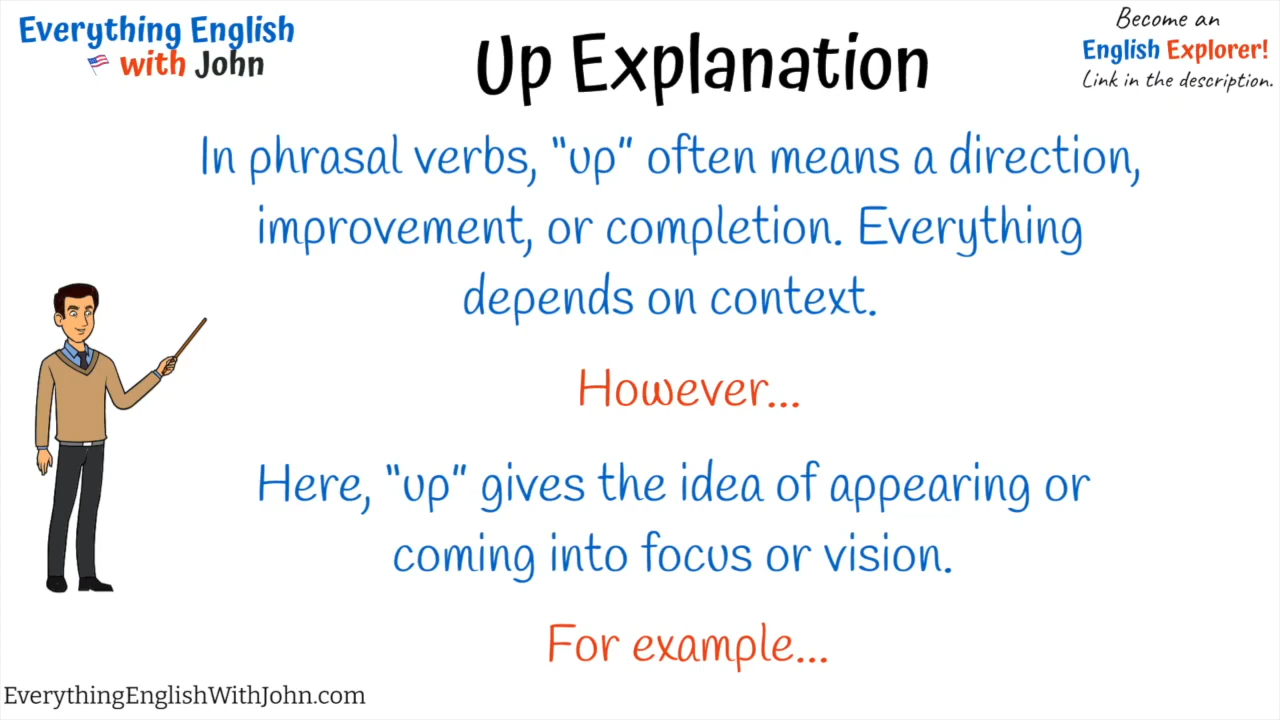 Everything English
with John
Up Explanation
Become an
English Explorer!
Link in the description.
In phrasal verbs, "up" often means a direction,
improvement, or completion. Everything
depends on context.
However...
Here, "up" gives the idea of appearing or
coming into focus or vision.
For example...
EverythingEnglishWithJohn.com